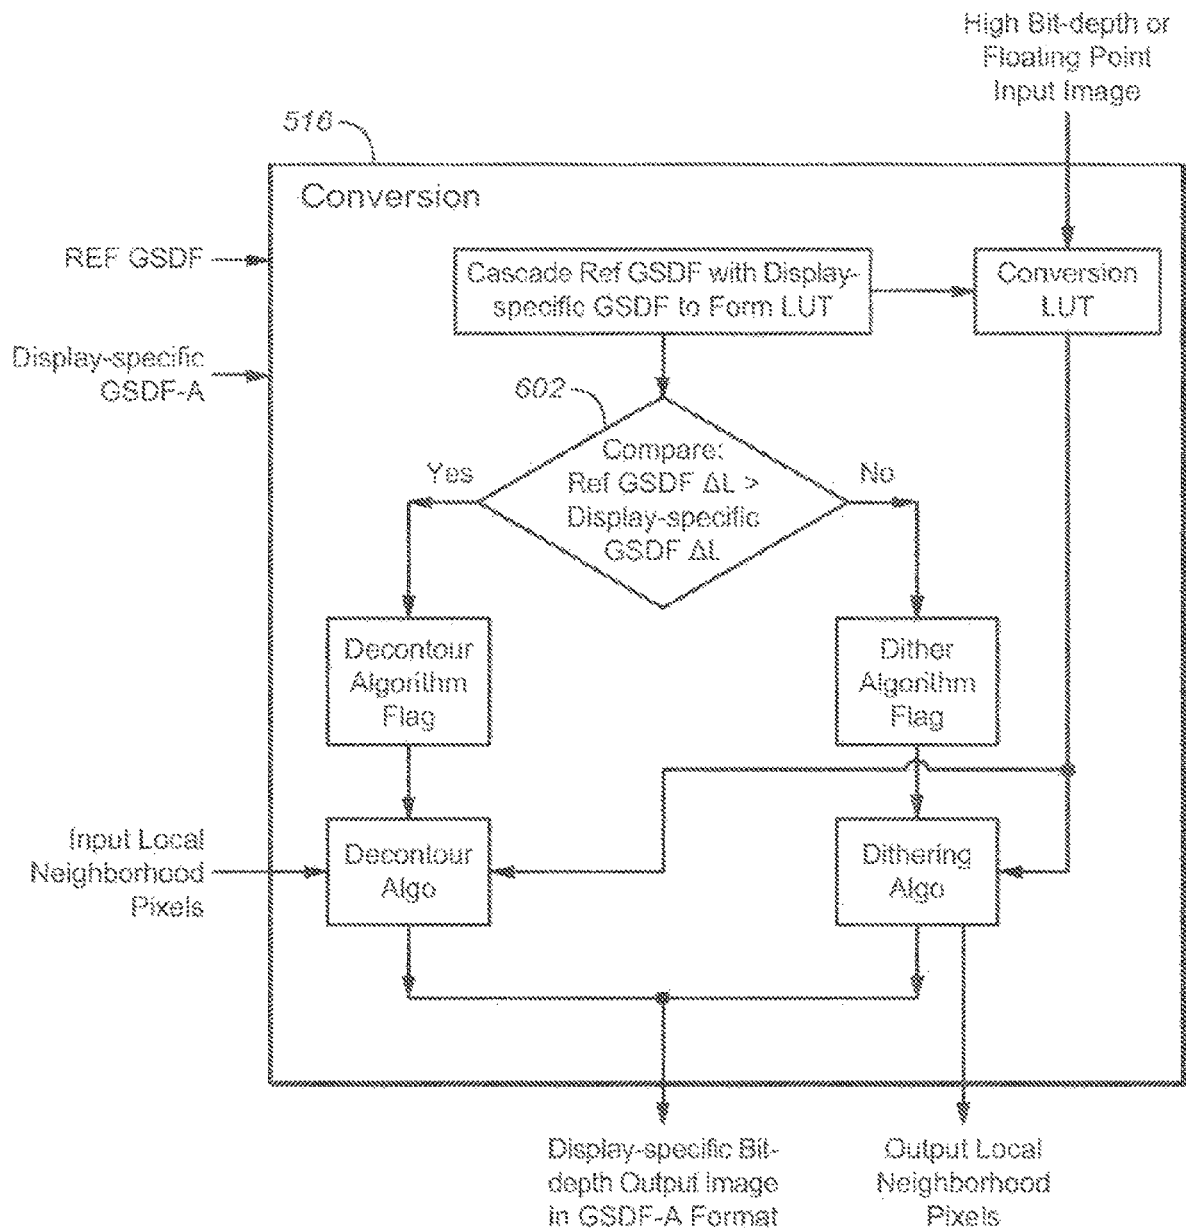 High Bit-depth or
Floating Point
Input Image
516
Conversion
REF GSDF
Cascade Ref GSDF with Display-
specific GSDF to Form LUT
Conversion
LUT
Display-specific
GSDF-A
602
Compare:
Ref GSDF ΔL >
Display-specific
GSDF ΔL
Yes
No
Decontour
Algorithm
Flag
Dither
Algorithm
Flag
Input Local
Neighborhood
Pixels
Decontour
Algo
Dithering
Algo
Display-specific Bit-
depth Output Image
in GSDF-A Format
Output Local
Neighborhood
Pixels